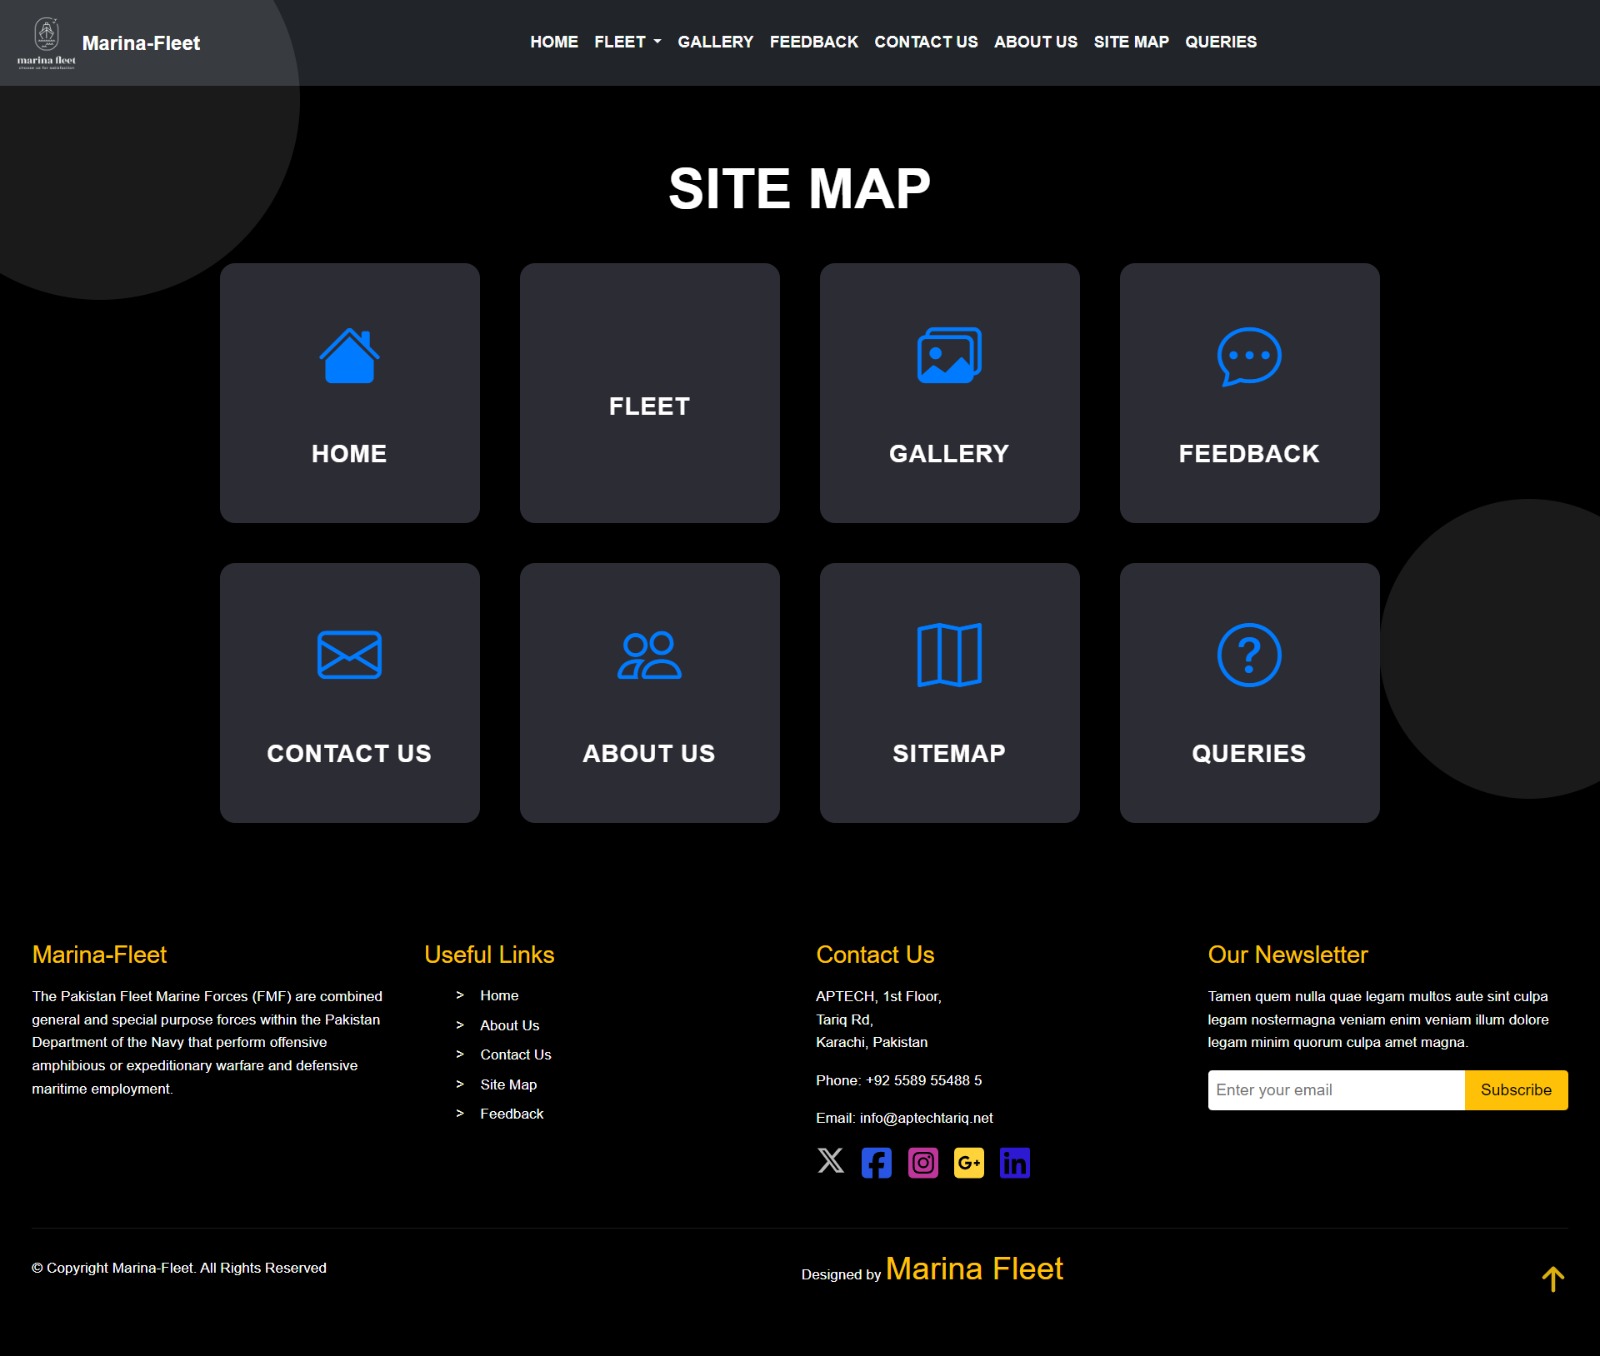 marina fleet
Marina-Fleet
HOME FLEET GALLERY FEEDBACK CONTACT US ABOUT US SITE MAP QUERIES
SITE MAP
HOME
FLEET
GALLERY
FEEDBACK
CONTACT US
ABOUT US
SITEMAP
QUERIES
Marina-Fleet
The Pakistan Fleet Marine Forces (FMF) are combined
general and special purpose forces within the Pakistan
Department of the Navy that perform offensive
amphibious or expeditionary warfare and defensive
maritime employment.
Useful Links
> Home
> About Us
> Contact Us
> Site Map
> Feedback
Contact Us
APTECH, 1st Floor,
Tariq Rd,
Karachi, Pakistan
Phone: +92 5589 55488 5
Email: info@aptechtariq.net
Our Newsletter
Tamen quem nulla quae legam multos aute sint culpa
legam nostermagna veniam enim veniam illum dolore
legam minim quorum culpa amet magna.
Enter your email Subscribe
© Copyright Marina-Fleet. All Rights Reserved
Designed by Marina Fleet